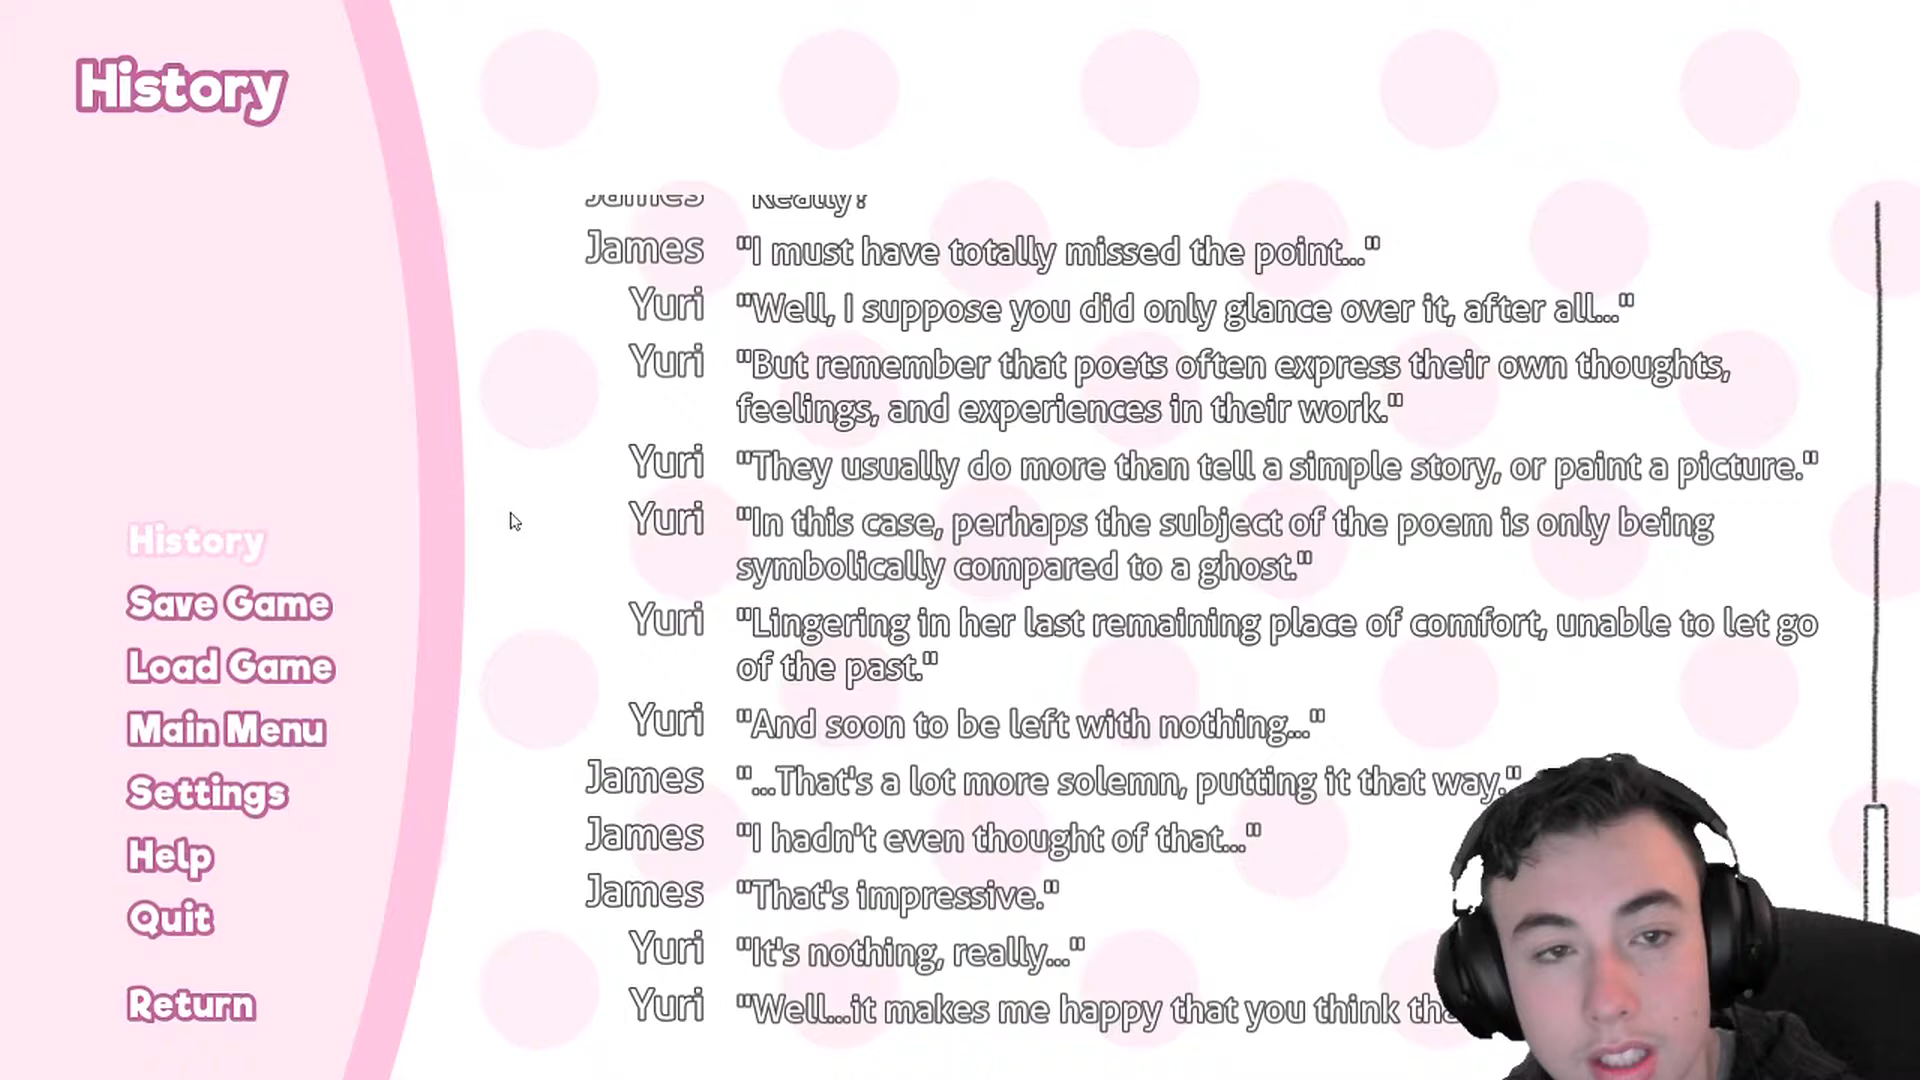 History
James "Really?
James "I must have totally missed the point..."
Yuri "Well, I suppose you did only glance over it, after all..."
Yuri "But remember that poets often express their own thoughts,
feelings, and experiences in their work."
Yuri "They usually do more than tell a simple story, or paint a picture."
Yuri "In this case, perhaps the subject of the poem is only being
symbolically compared to a ghost."
Yuri "Lingering in her last remaining place of comfort, unable to let go
of the past."
Yuri "And soon to be left with nothing..."
James "...That's a lot more solemn, putting it that way."
James "I hadn't even thought of that..."
James "That's impressive."
Yuri "It's nothing, really..."
Yuri "Well...it makes me happy that you think
History
Save Game
Load Game
Main Menu
Settings
Help
Quit
Return